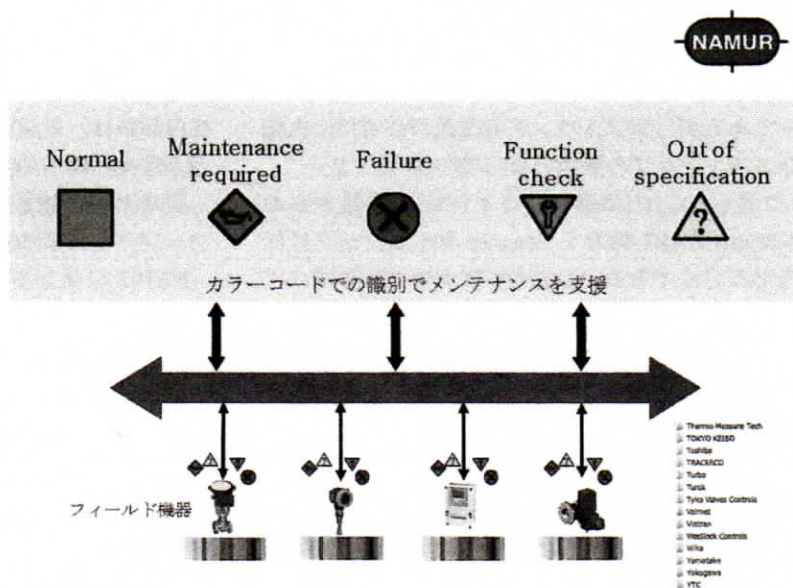 NAMUR
Normal
Maintenance
required
Failure
Function
check
Out of
specification
?
カラーコードでの識別でメンテナンスを支援
フィールド機器
Thermo Measure Tech
TOKYO KEISO
Toshiba
TRACERCO
Turbo
Turck
Tyco Valves Controls
Valmet
Viatran
Westlock Controls
Wika
Yamatake
Yokogawa
YTC